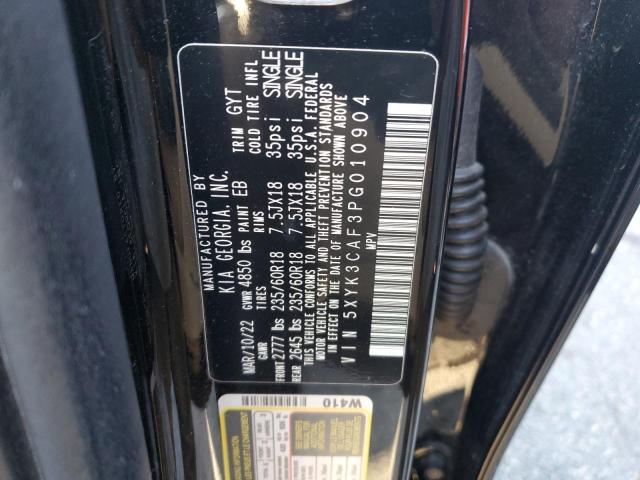 MANUFACTURED BY
KIA GEORGIA, INC.
MAR/10/22 GVWR 4850 lbs PAINT EB TRIM GYT
GAWR TIRES RIMS COLD TIRE INFL
FRONT 2777 lbs 235/60R18 7.5JX18 35psi SINGLE
REAR 2645 lbs 235/60R18 7.5JX18 35psi SINGLE
THIS VEHICLE CONFORMS TO ALL APPLICABLE U.S.A. FEDERAL
MOTOR VEHICLE SAFETY AND THEFT PREVENTION STANDARDS
IN EFFECT ON THE DATE OF MANUFACTURE SHOWN ABOVE
VIN 5XYK3CAF3PG010904
MPV
W410